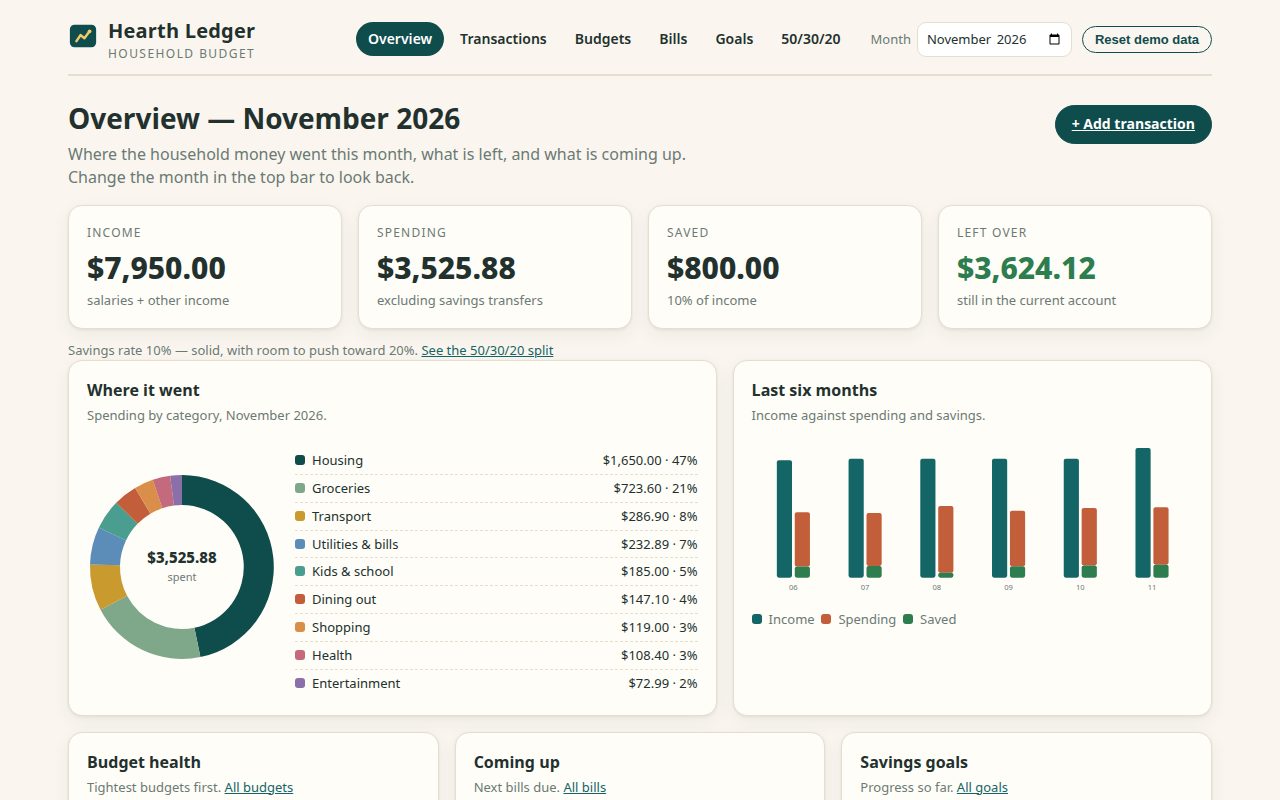 Hearth Ledger
HOUSEHOLD BUDGET
Overview Transactions Budgets Bills Goals 50/30/20 Month November 2026 Reset demo data
Overview — November 2026
+ Add transaction
Where the household money went this month, what is left, and what is coming up.
Change the month in the top bar to look back.
INCOME
$7,950.00
salaries + other income
SPENDING
$3,525.88
excluding savings transfers
SAVED
$800.00
10% of income
LEFT OVER
$3,624.12
still in the current account
Savings rate 10% — solid, with room to push toward 20%. See the 50/30/20 split
Where it went
Spending by category, November 2026.
$3,525.88
spent
Housing $1,650.00 · 47%
Groceries $723.60 · 21%
Transport $286.90 · 8%
Utilities & bills $232.89 · 7%
Kids & school $185.00 · 5%
Dining out $147.10 · 4%
Shopping $119.00 · 3%
Health $108.40 · 3%
Entertainment $72.99 · 2%
Last six months
Income against spending and savings.
06 07 08 09 10 11
Income Spending Saved
Budget health
Tightest budgets first. All budgets
Coming up
Next bills due. All bills
Savings goals
Progress so far. All goals